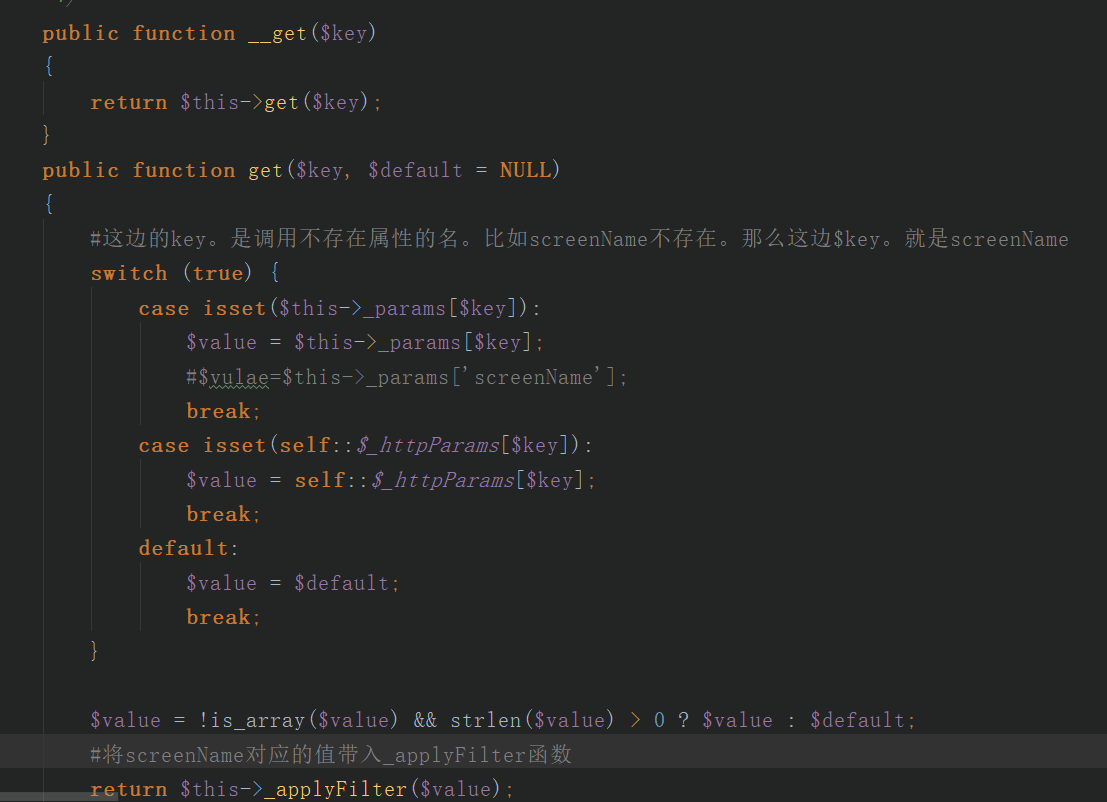 */
public function __get($key)
{
    return $this->get($key);
}
public function get($key, $default = NULL)
{
    #这边的key。是调用不存在属性的名。比如screenName不存在。那么这边$key。就是screenName
    switch (true) {
        case isset($this->_params[$key]):
            $value = $this->_params[$key];
            #$vulae=$this->_params['screenName'];
            break;
        case isset(self::$_httpParams[$key]):
            $value = self::$_httpParams[$key];
            break;
        default:
            $value = $default;
            break;
    }
    $value = !is_array($value) && strlen($value) > 0 ? $value : $default;
    #将screenName对应的值带入_applyFilter函数
    return $this->_applyFilter($value);